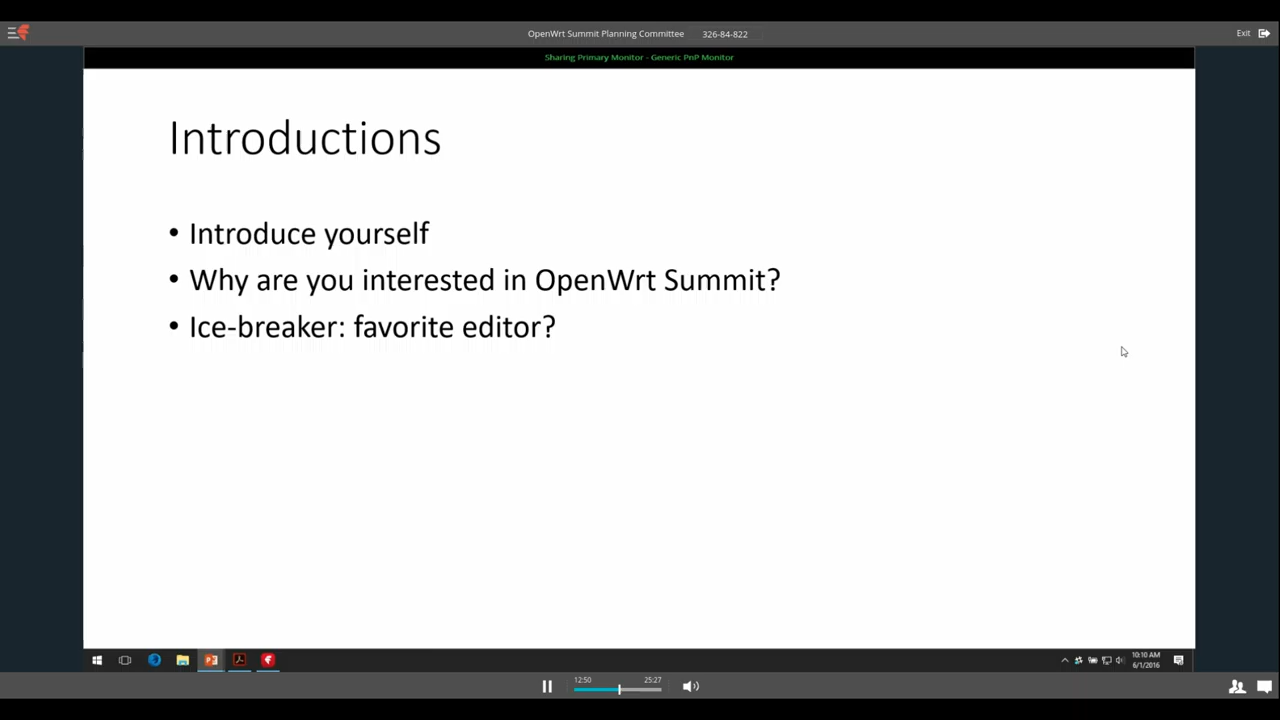 OpenWrt Summit Planning Committee 326-84-822
Exit
Sharing Primary Monitor - Generic PnP Monitor
Introductions
• Introduce yourself
• Why are you interested in OpenWrt Summit?
• Ice-breaker: favorite editor?
10:10 AM
6/1/2016
12:50 25:27